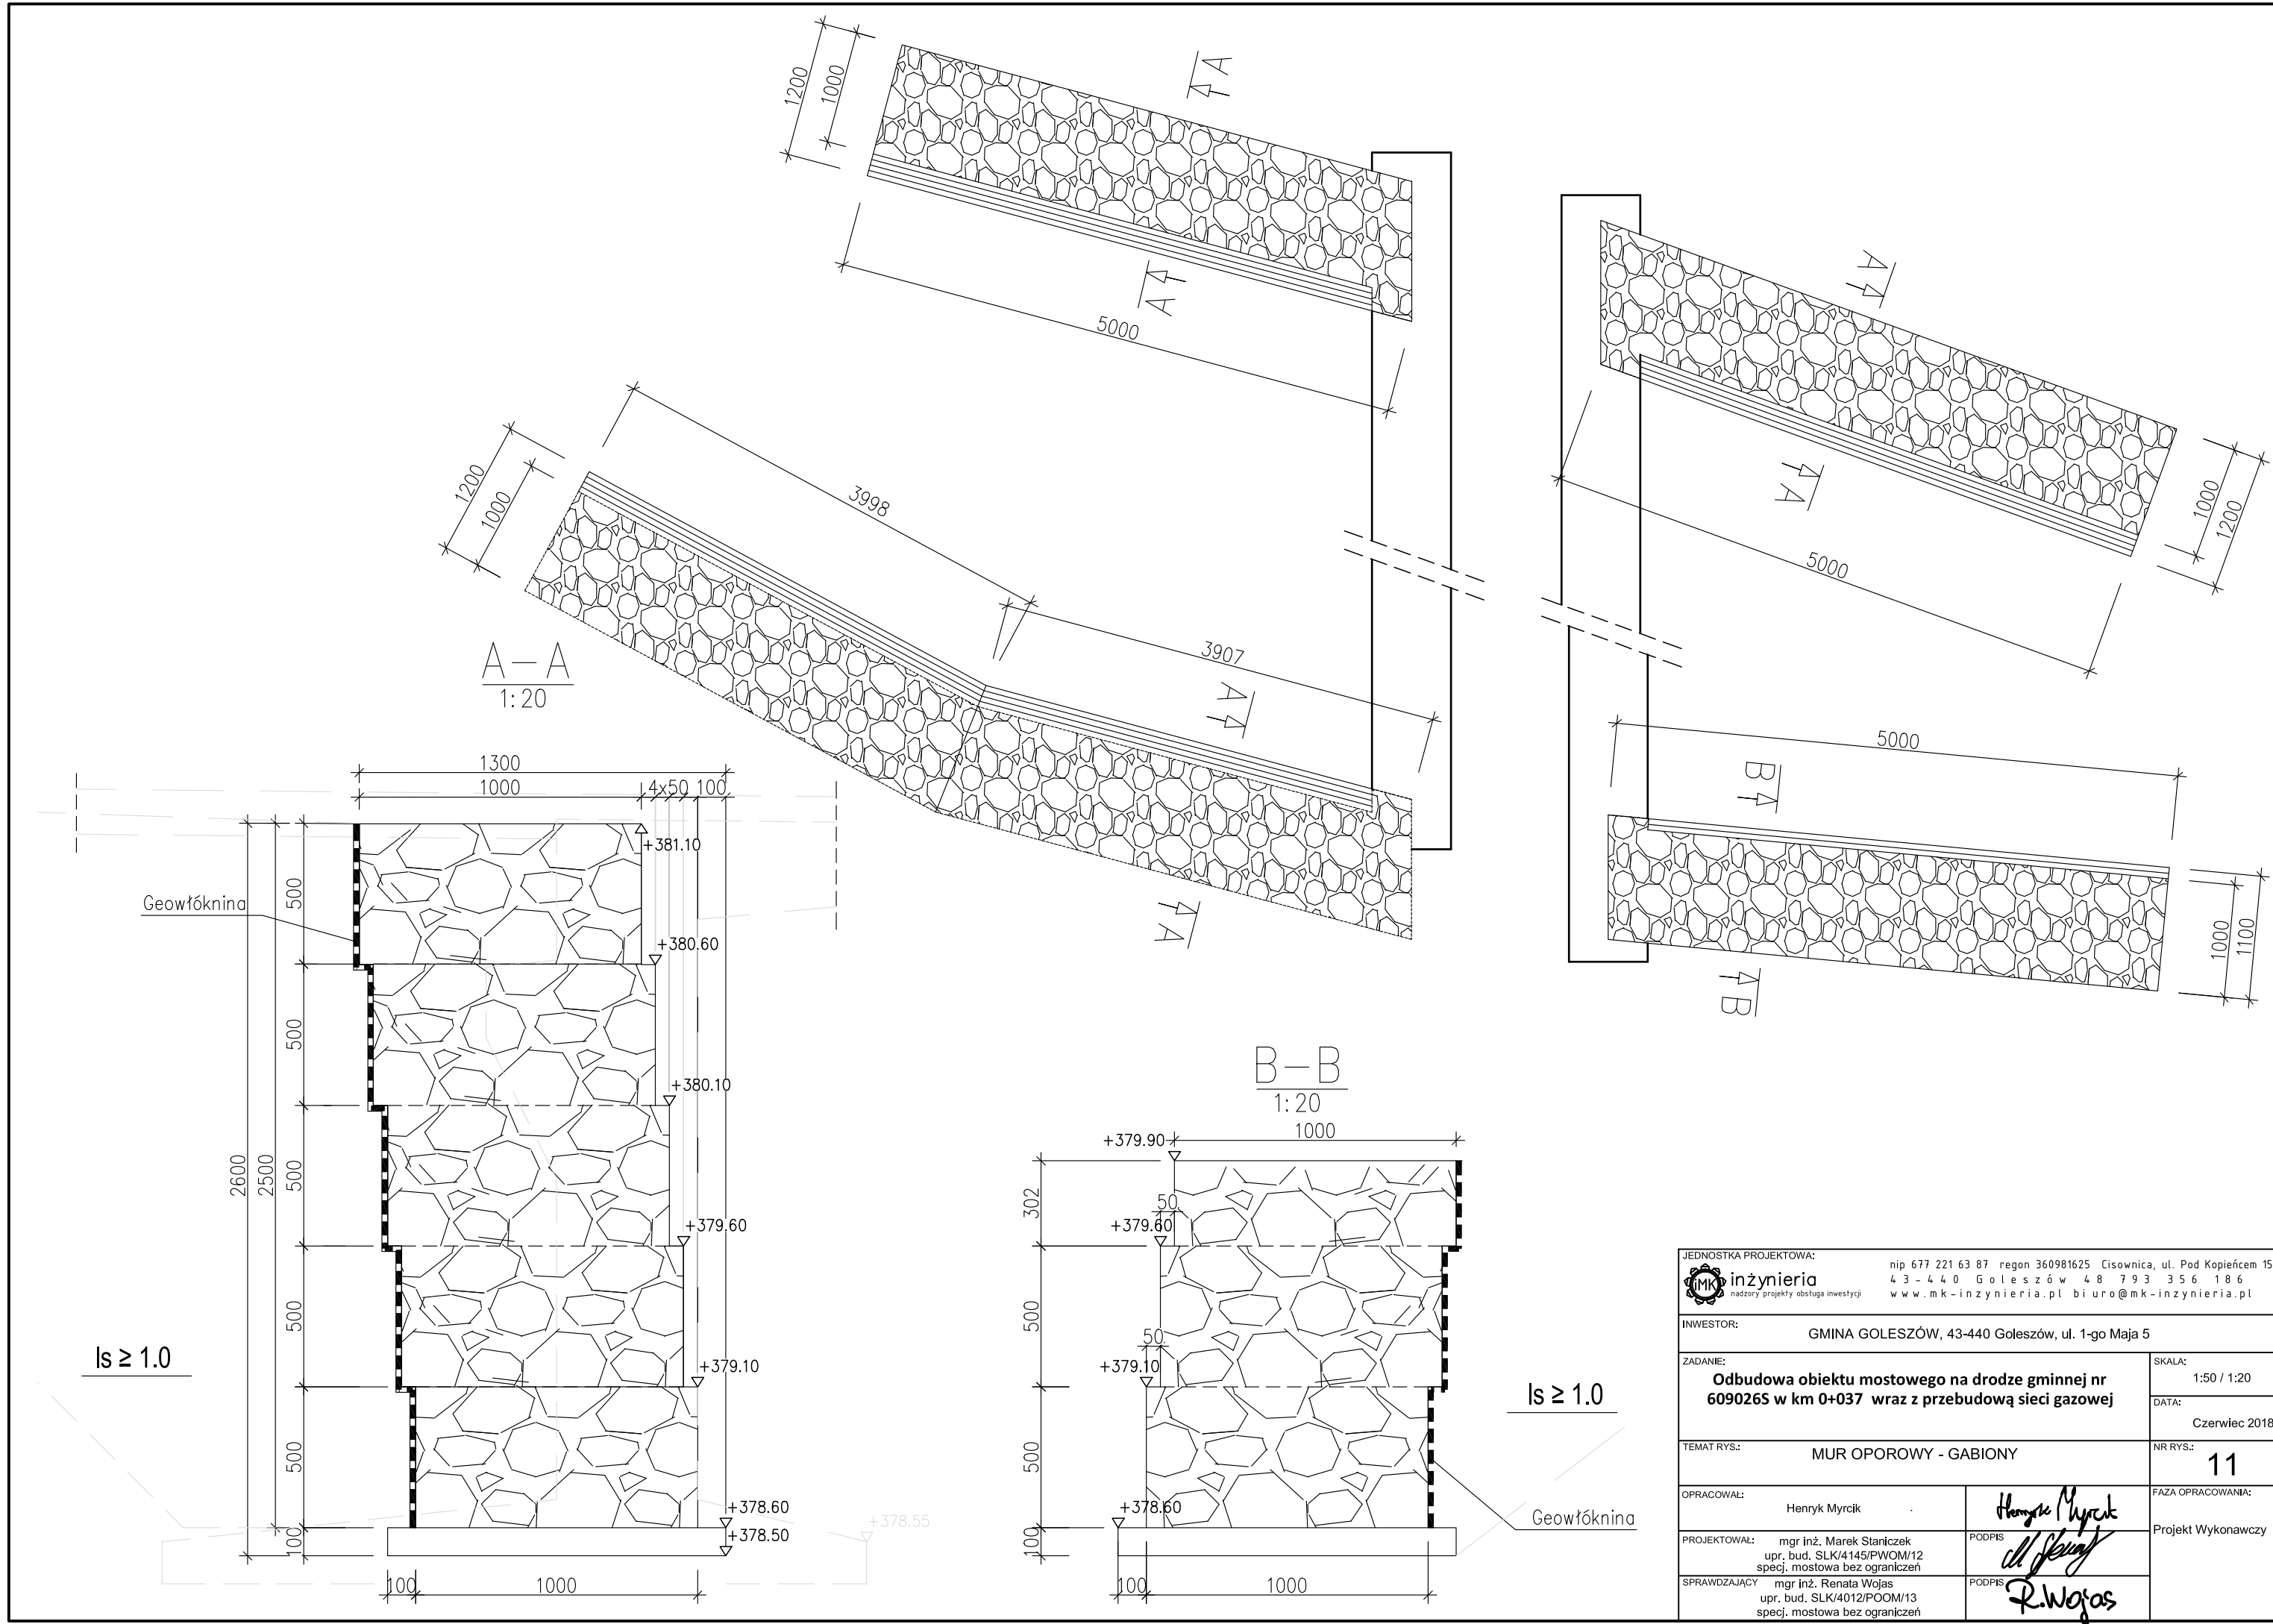 1200
1000
A
A
5000
A
A
5000
1000
1200
3998
1200
1000
3907
A
A
5000
B
B
1000
1100
A-A
1:20
1300
1000
4x50
100
+381.10
500
Geowłóknina
+380.60
500
+380.10
2600
2500
500
+379.60
500
Is ≥ 1.0
+379.10
500
+378.60
+378.50
+378.55
100
100
1000
B-B
1:20
+379.90
1000
302
50
+379.60
500
50
+379.10
Is ≥ 1.0
500
+378.60
Geowłóknina
100
100
1000
JEDNOSTKA PROJEKTOWA:
iMK inżynieria
nadzory projekty obsługa inwestycji
nip 677 221 63 87 regon 360981625 Cisownica, ul. Pod Kopieńcem 15
43-440 Goleszów 48 793 356 186
www.mk-inzynieria.pl biuro@mk-inzynieria.pl
INWESTOR:
GMINA GOLESZÓW, 43-440 Goleszów, ul. 1-go Maja 5
ZADANIE:
Odbudowa obiektu mostowego na drodze gminnej nr
609026S w km 0+037 wraz z przebudową sieci gazowej
SKALA:
1:50 / 1:20
DATA:
Czerwiec 2018
TEMAT RYS.:
MUR OPOROWY - GABIONY
NR RYS.:
11
OPRACOWAŁ:
Henryk Myrcik
Henryk Myrcik
FAZA OPRACOWANIA:
Projekt Wykonawczy
PROJEKTOWAŁ:
mgr inż. Marek Staniczek
upr. bud. SLK/4145/PWOM/12
specj. mostowa bez ograniczeń
PODPIS
SPRAWDZAJĄCY
mgr inż. Renata Wojas
upr. bud. SLK/4012/POOM/13
specj. mostowa bez ograniczeń
PODPIS
R.Wojas